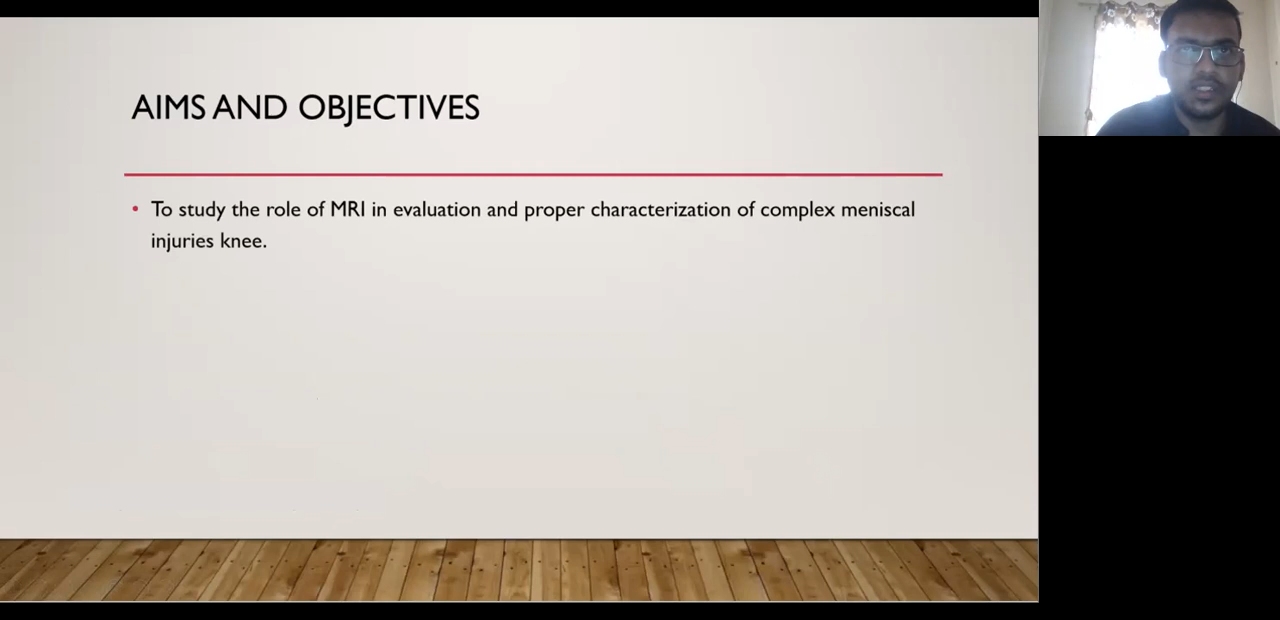 AIMS AND OBJECTIVES
• To study the role of MRI in evaluation and proper characterization of complex meniscal
injuries knee.